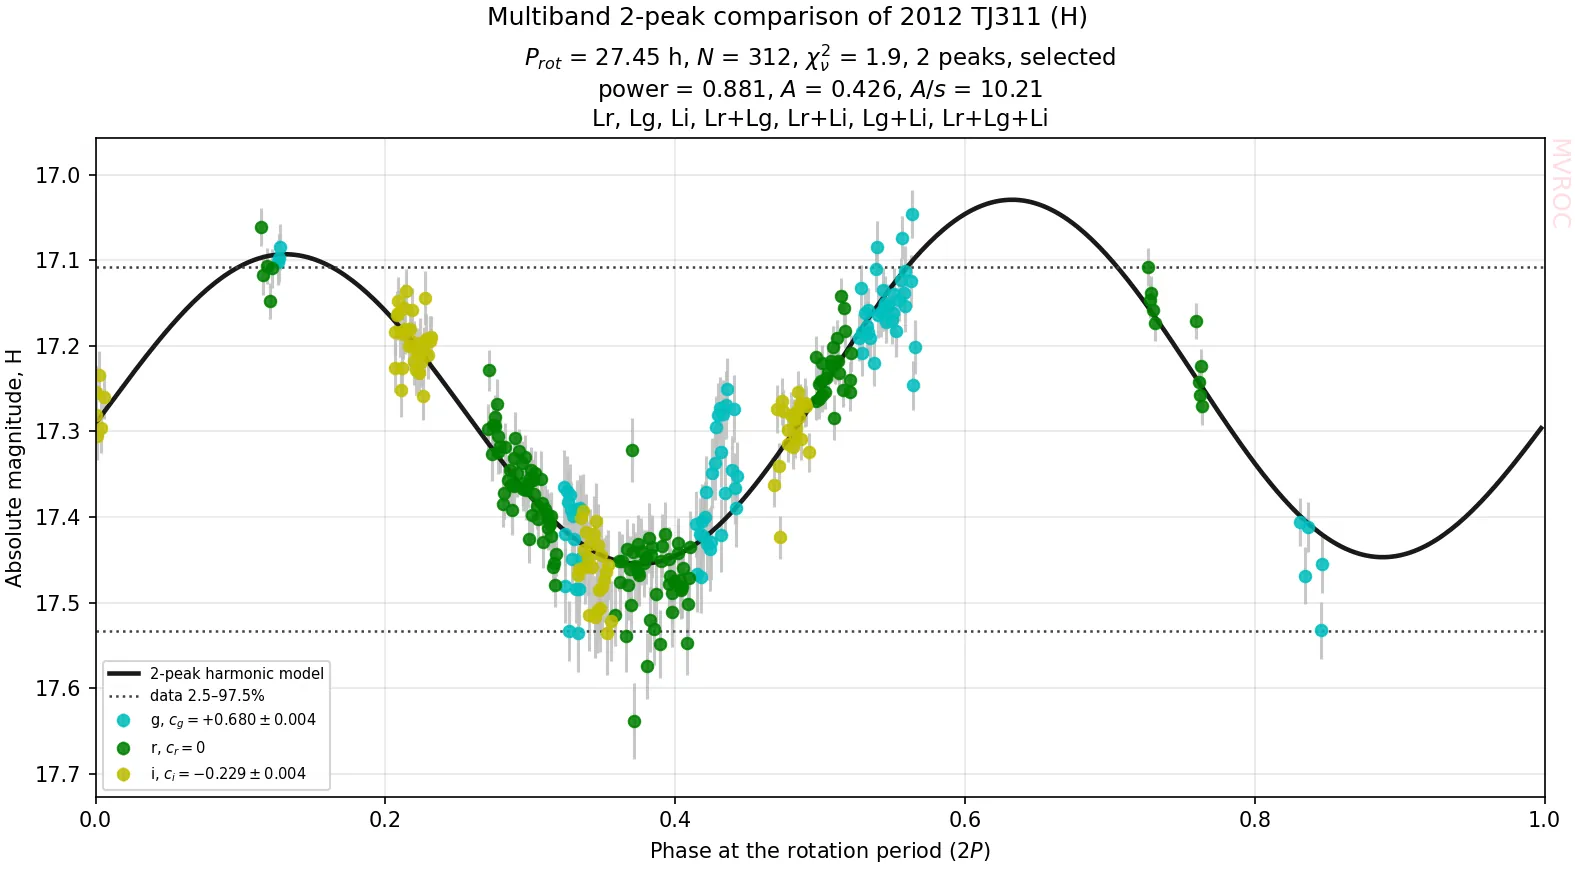 Multiband 2-peak comparison of 2012 TJ311 (H)
P_rot = 27.45 h, N = 312, χ²_ν = 1.9, 2 peaks, selected
power = 0.881, A = 0.426, A/s = 10.21
Lr, Lg, Li, Lr+Lg, Lr+Li, Lg+Li, Lr+Lg+Li
MVROC
Absolute magnitude, H
17.0
17.1
17.2
17.3
17.4
17.5
17.6
17.7
2-peak harmonic model
data 2.5–97.5%
g, c_g = +0.680 ± 0.004
r, c_r = 0
i, c_i = −0.229 ± 0.004
0.0 0.2 0.4 0.6 0.8 1.0
Phase at the rotation period (2P)